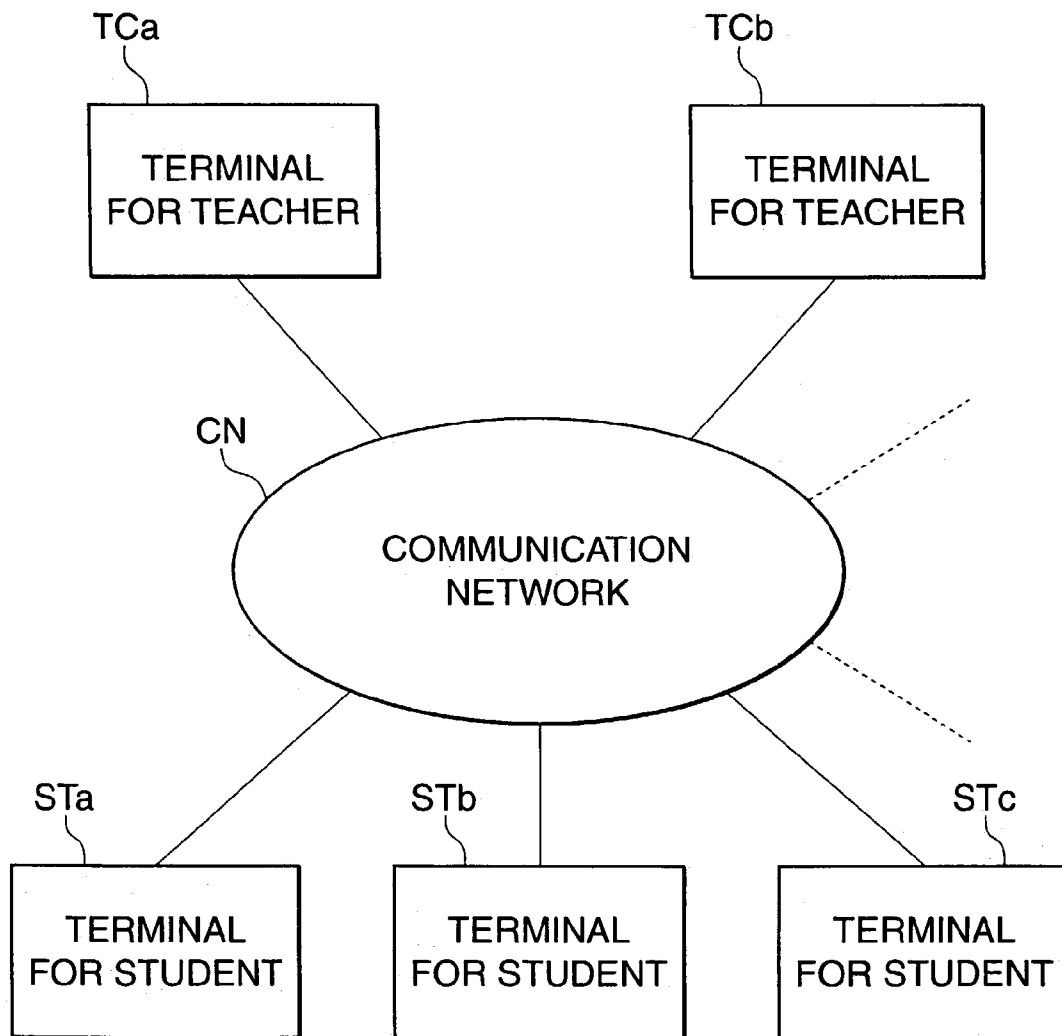 TCa
TCb
TERMINAL
FOR TEACHER
TERMINAL
FOR TEACHER
CN
COMMUNICATION
NETWORK
STa
STb
STc
TERMINAL
FOR STUDENT
TERMINAL
FOR STUDENT
TERMINAL
FOR STUDENT